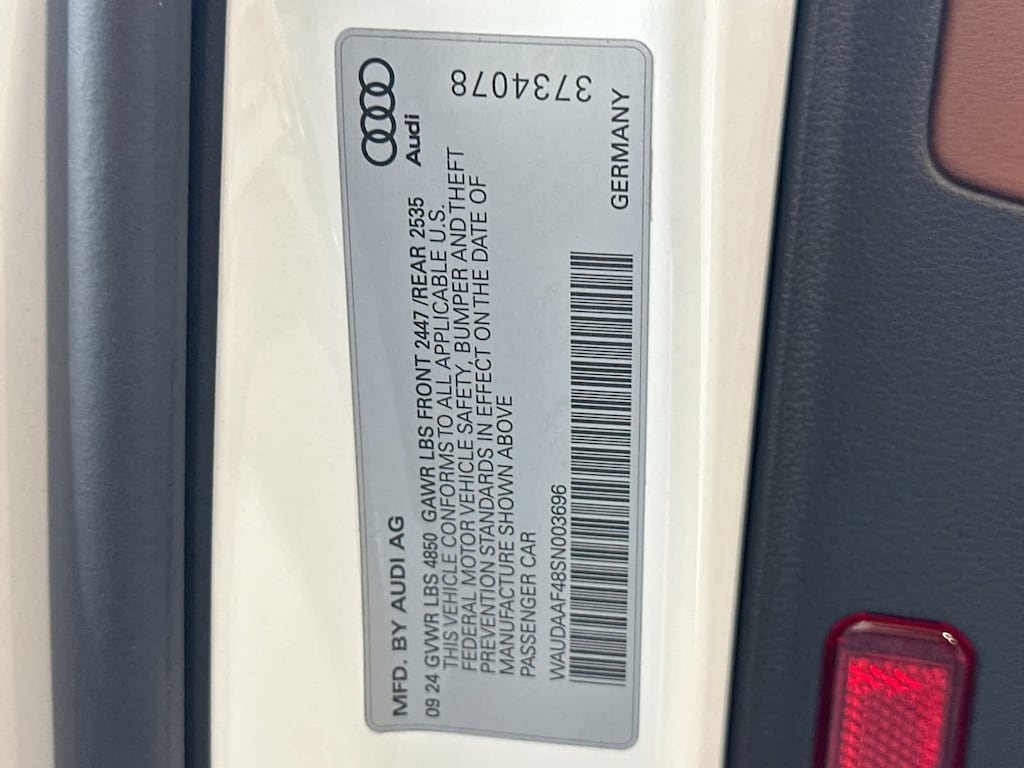 MFD. BY AUDI AG
Audi
09 24 GVWR LBS 4850 GAWR LBS FRONT 2447 /REAR 2535
THIS VEHICLE CONFORMS TO ALL APPLICABLE U.S.
FEDERAL MOTOR VEHICLE SAFETY, BUMPER AND THEFT
PREVENTION STANDARDS IN EFFECT ON THE DATE OF
MANUFACTURE SHOWN ABOVE
PASSENGER CAR
WAUDAAF48SN003696
GERMANY
3734078